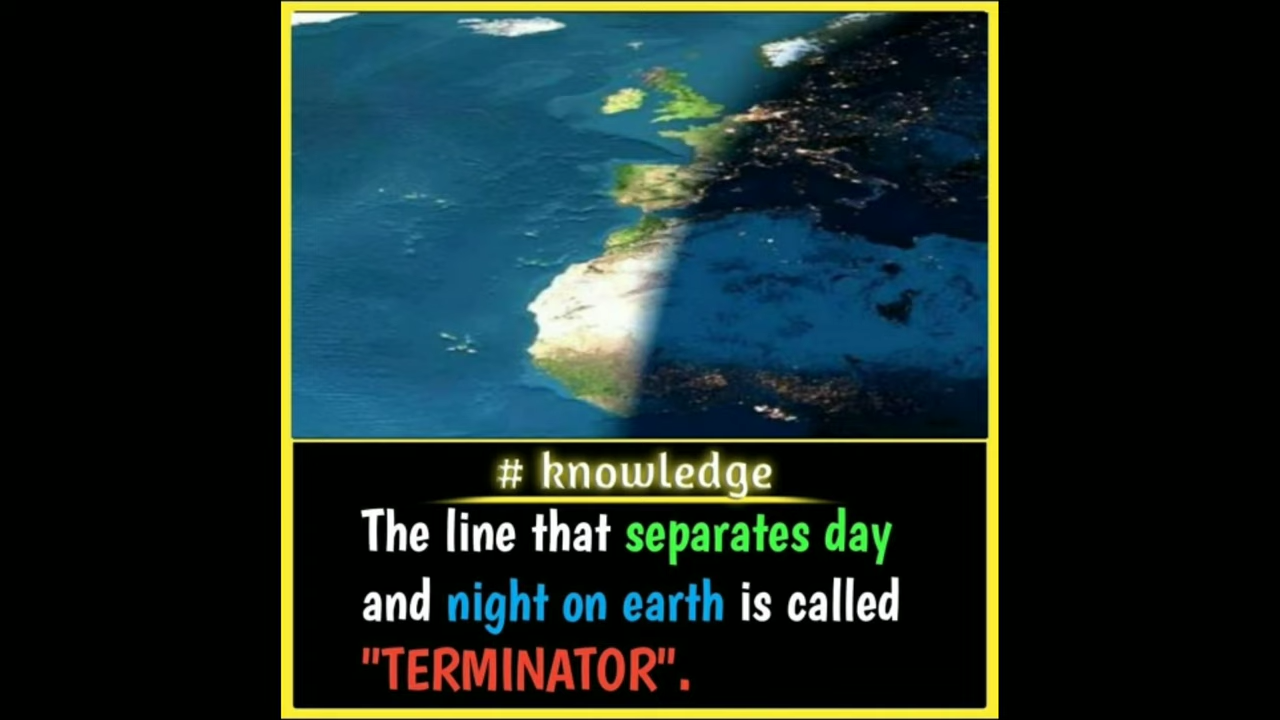 # knowledge
The line that separates day
and night on earth is called
"TERMINATOR".